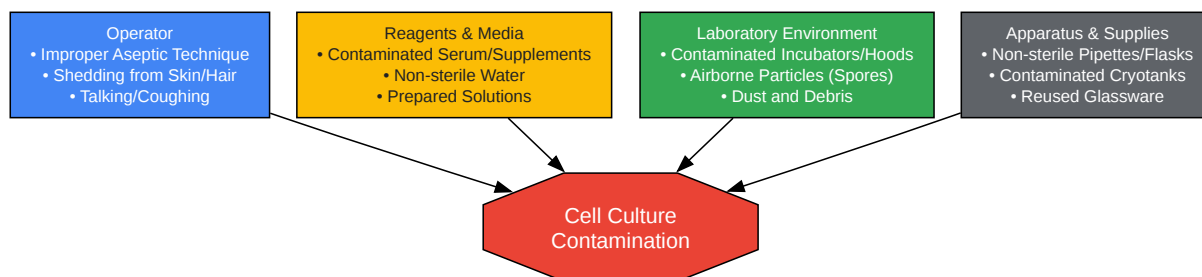 Operator
• Improper Aseptic Technique
• Shedding from Skin/Hair
• Talking/Coughing
Reagents & Media
• Contaminated Serum/Supplements
• Non-sterile Water
• Prepared Solutions
Laboratory Environment
• Contaminated Incubators/Hoods
• Airborne Particles (Spores)
• Dust and Debris
Apparatus & Supplies
• Non-sterile Pipettes/Flasks
• Contaminated Cryotanks
• Reused Glassware
Cell Culture
Contamination